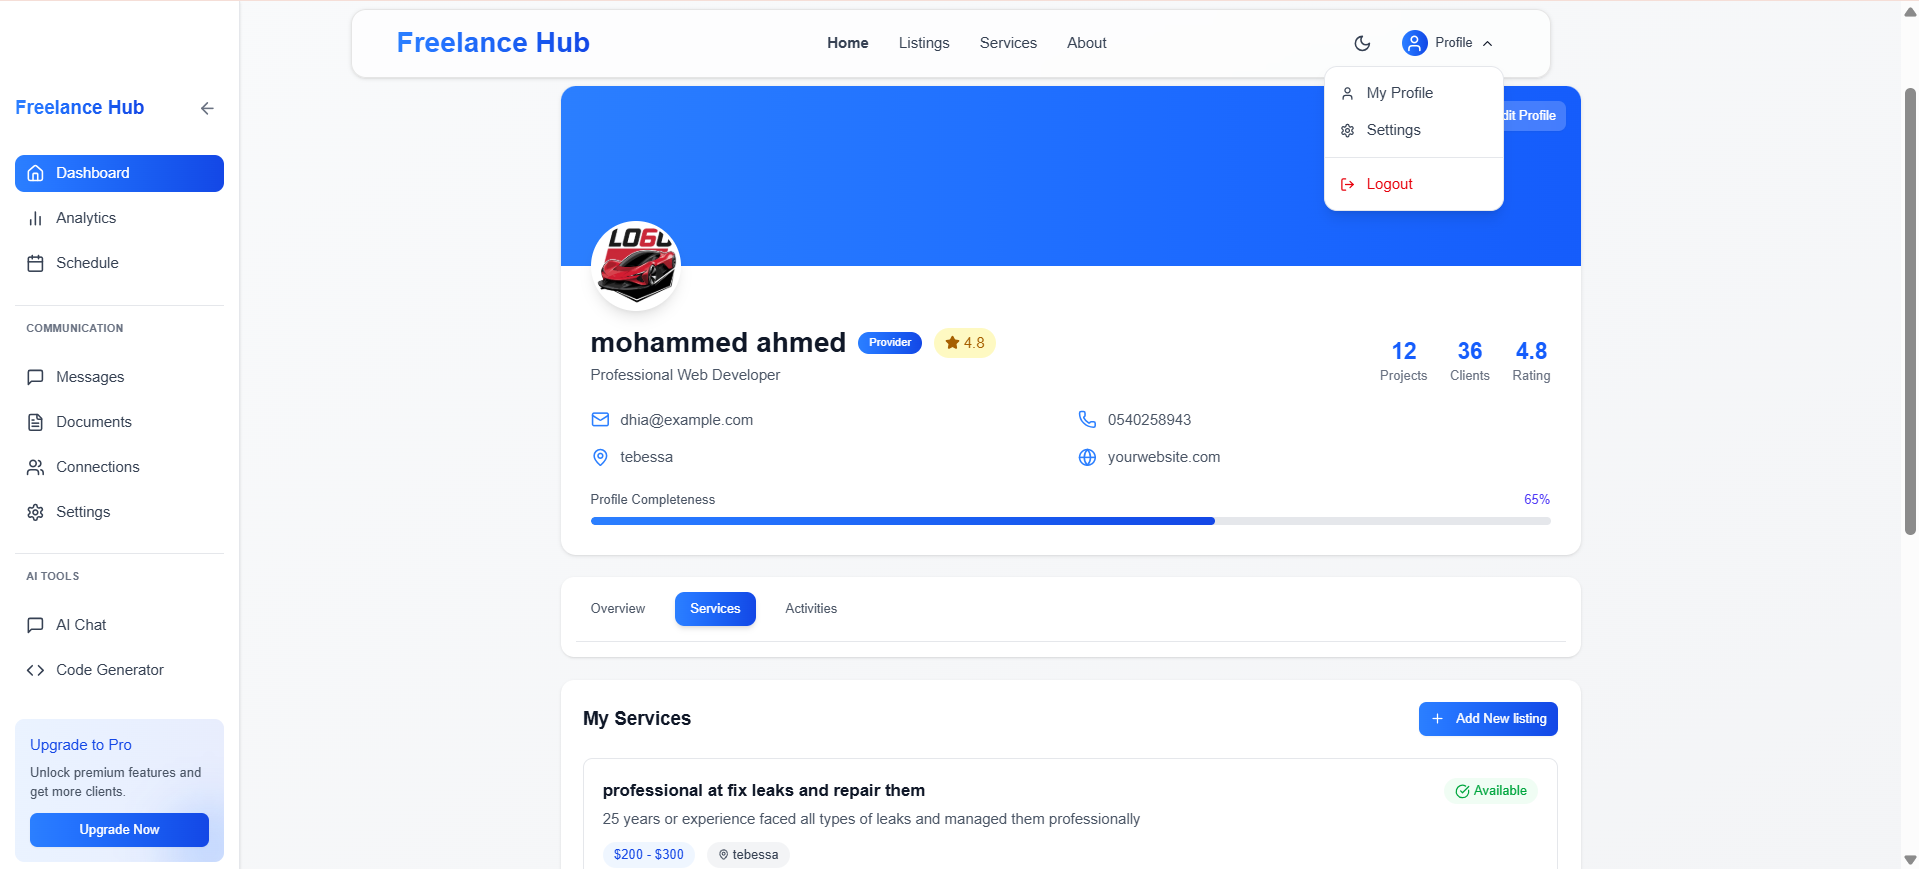 Freelance Hub
Home
Listings
Services
About
Profile
My Profile
Settings
Logout
dit Profile
Freelance Hub
Dashboard
Analytics
Schedule
COMMUNICATION
Messages
Documents
Connections
Settings
AI TOOLS
AI Chat
Code Generator
Upgrade to Pro
Unlock premium features and
get more clients.
Upgrade Now
mohammed ahmed
Provider
4.8
Professional Web Developer
12
Projects
36
Clients
4.8
Rating
dhia@example.com
0540258943
tebessa
yourwebsite.com
Profile Completeness
65%
Overview
Services
Activities
My Services
+ Add New listing
professional at fix leaks and repair them
Available
25 years or experience faced all types of leaks and managed them professionally
$200 - $300
tebessa